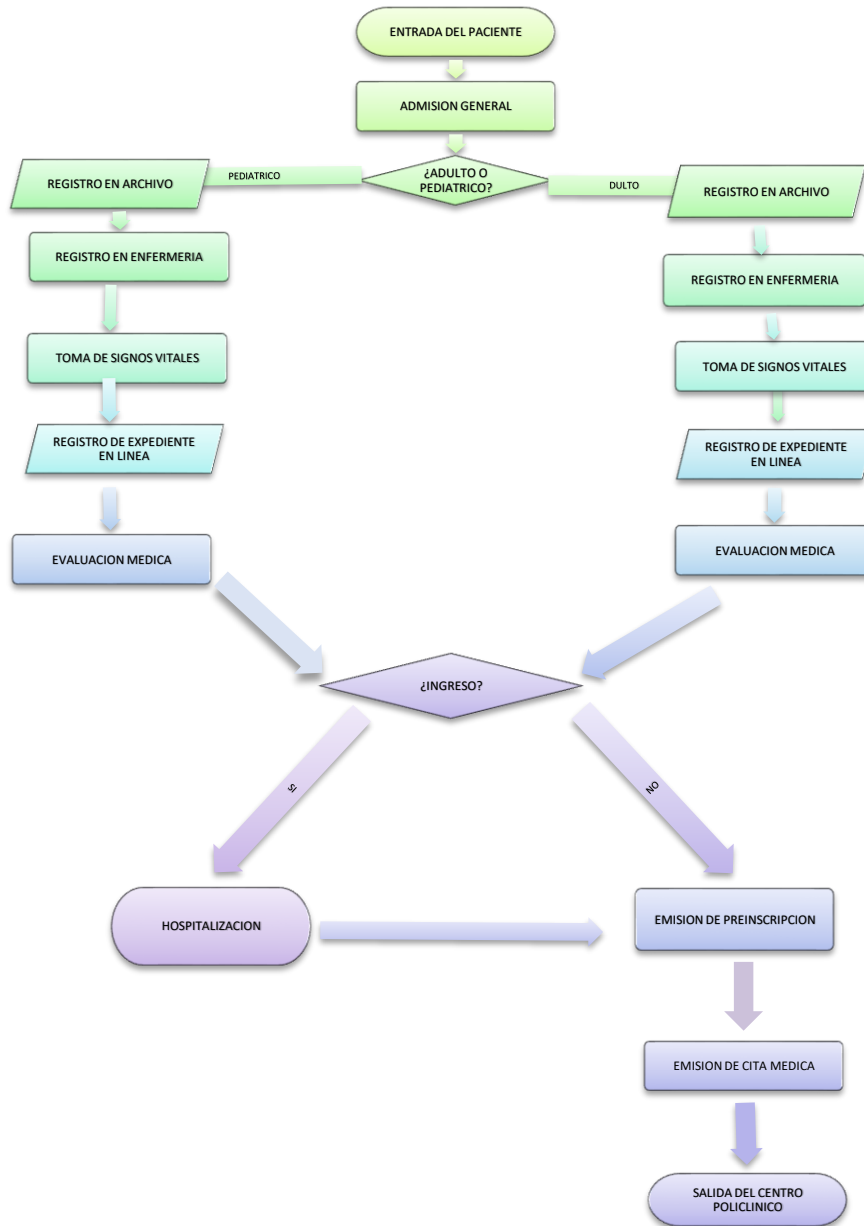 ENTRADA DEL PACIENTE
ADMISION GENERAL
¿ADULTO O
PEDIATRICO?
PEDIATRICO
DULTO
REGISTRO EN ARCHIVO
REGISTRO EN ARCHIVO
REGISTRO EN ENFERMERIA
REGISTRO EN ENFERMERIA
TOMA DE SIGNOS VITALES
TOMA DE SIGNOS VITALES
REGISTRO DE EXPEDIENTE
EN LINEA
REGISTRO DE EXPEDIENTE
EN LINEA
EVALUACION MEDICA
EVALUACION MEDICA
¿INGRESO?
SI
NO
HOSPITALIZACION
EMISION DE PREINSCRIPCION
EMISION DE CITA MEDICA
SALIDA DEL CENTRO
POLICLINICO